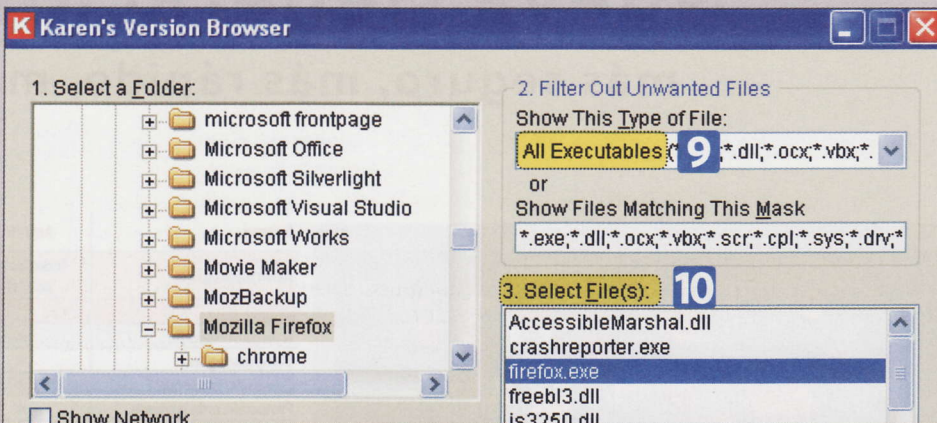 K Karen's Version Browser
1. Select a Folder:
microsoft frontpage
Microsoft Office
Microsoft Silverlight
Microsoft Visual Studio
Microsoft Works
Movie Maker
MozBackup
Mozilla Firefox
chrome
Show Network
2. Filter Out Unwanted Files
Show This Type of File:
All Executables (* 9 ;*.dll;*.ocx;*.vbx;*.
or
Show Files Matching This Mask
*.exe;*.dll;*.ocx;*.vbx;*.scr;*.cpl;*.sys;*.drv;*
3. Select File(s): 10
AccessibleMarshal.dll
crashreporter.exe
firefox.exe
freebl3.dll
js3250.dll